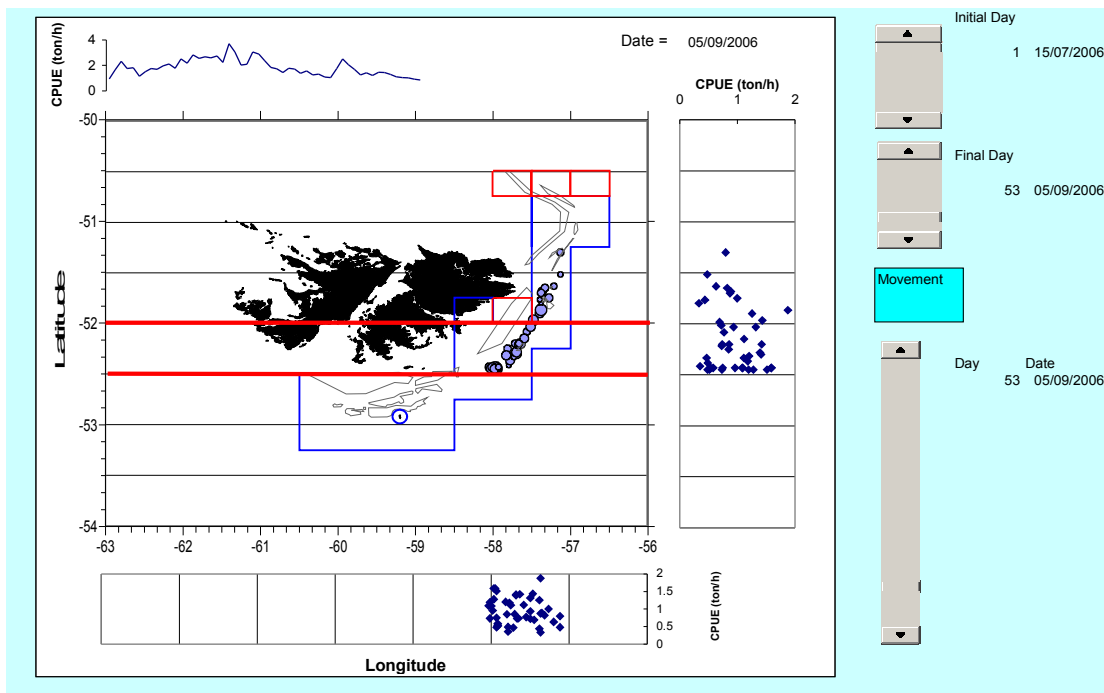 CPUE (ton/h)
4
2
0
Date = 05/09/2006
CPUE (ton/h)
0 1 2
Latitude
-50
-51
-52
-53
-54
-63 -62 -61 -60 -59 -58 -57 -56
2
1.5
1
0.5
0
CPUE (ton/h)
Longitude
Initial Day
1 15/07/2006
Final Day
53 05/09/2006
Movement
Day Date
53 05/09/2006